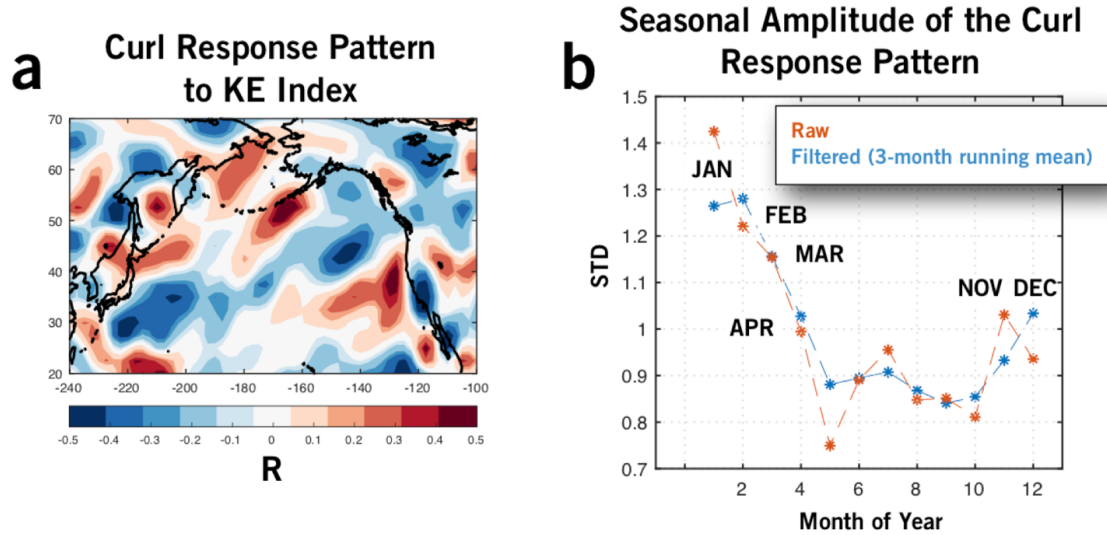 a
Curl Response Pattern
to KE Index
70
60
50
40
30
20
-240 -220 -200 -180 -160 -140 -120 -100
-0.5 -0.4 -0.3 -0.2 -0.1 0 0.1 0.2 0.3 0.4 0.5
R
b
Seasonal Amplitude of the Curl
Response Pattern
1.5
1.4
1.3
1.2
1.1
1
0.9
0.8
0.7
STD
Raw
Filtered (3-month running mean)
JAN
FEB
MAR
APR
NOV DEC
2 4 6 8 10 12
Month of Year